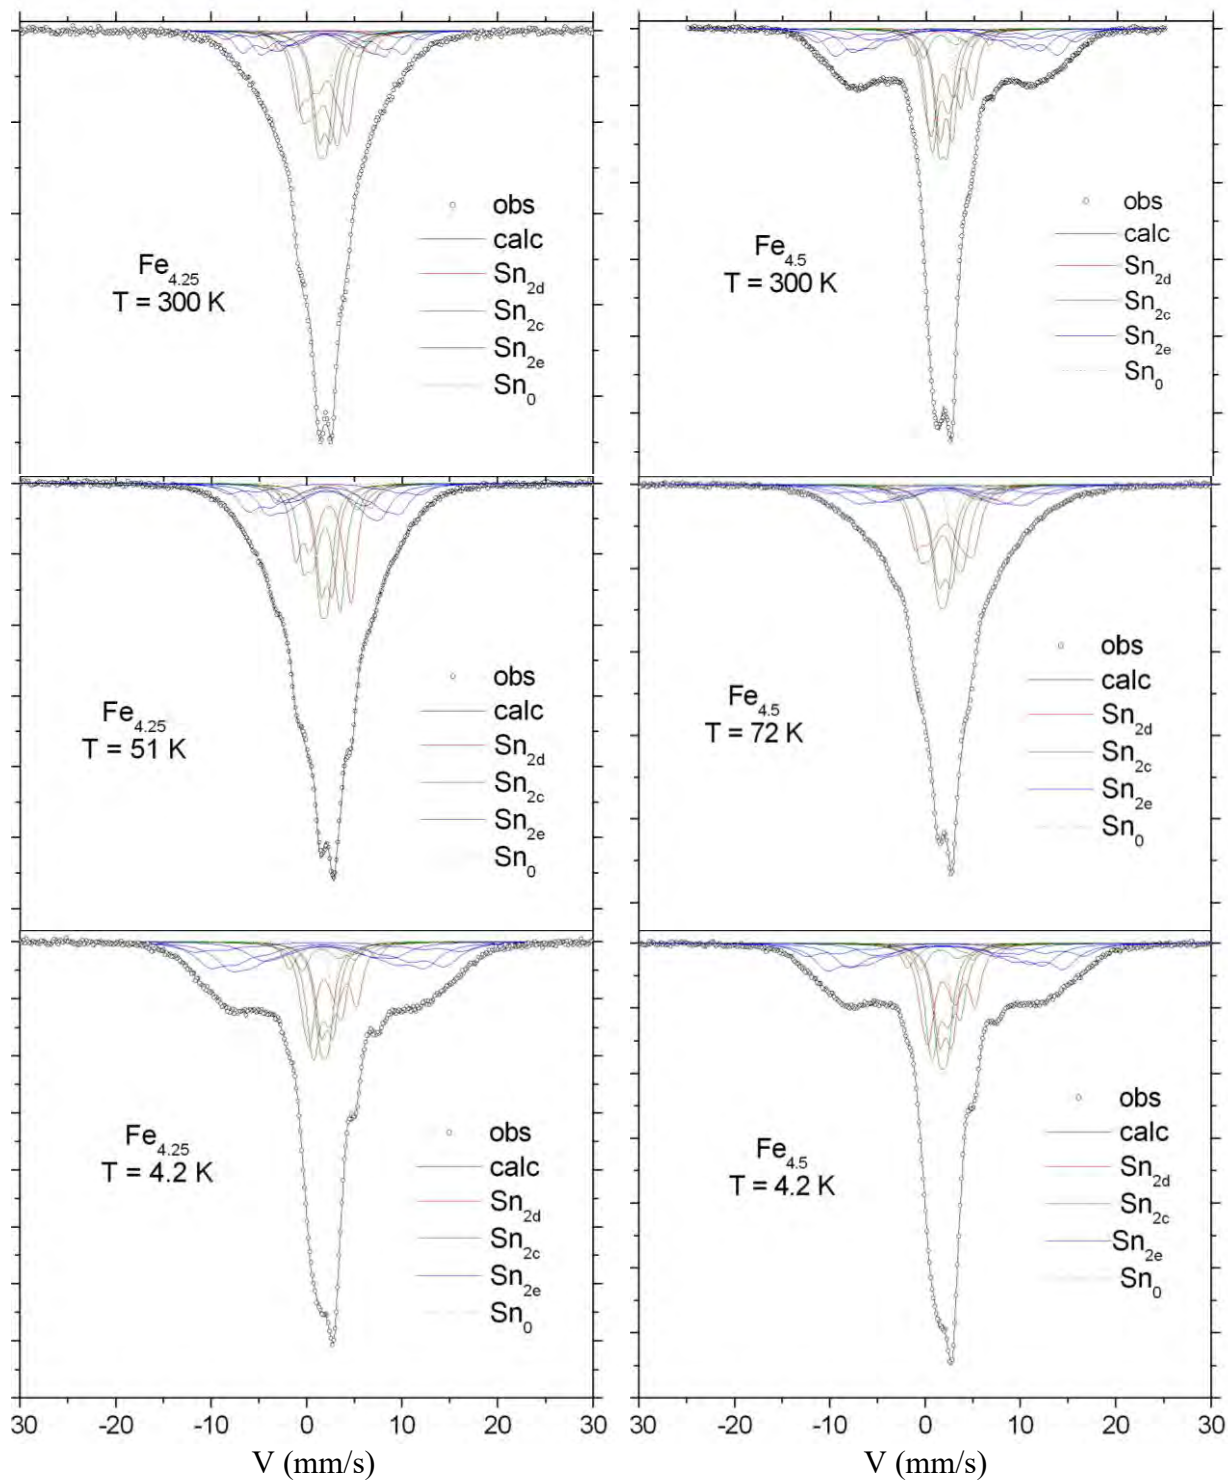 Fe4.25
T = 300 K
obs
calc
Sn2d
Sn2c
Sn2e
Sn0
Fe4.5
T = 300 K
obs
calc
Sn2d
Sn2c
Sn2e
Sn0
Fe4.25
T = 51 K
obs
calc
Sn2d
Sn2c
Sn2e
Sn0
Fe4.5
T = 72 K
obs
calc
Sn2d
Sn2c
Sn2e
Sn0
Fe4.25
T = 4.2 K
obs
calc
Sn2d
Sn2c
Sn2e
Sn0
Fe4.5
T = 4.2 K
obs
calc
Sn2d
Sn2c
Sn2e
Sn0
30 -20 -10 0 10 20 30
V (mm/s)
30 -20 -10 0 10 20 30
V (mm/s)